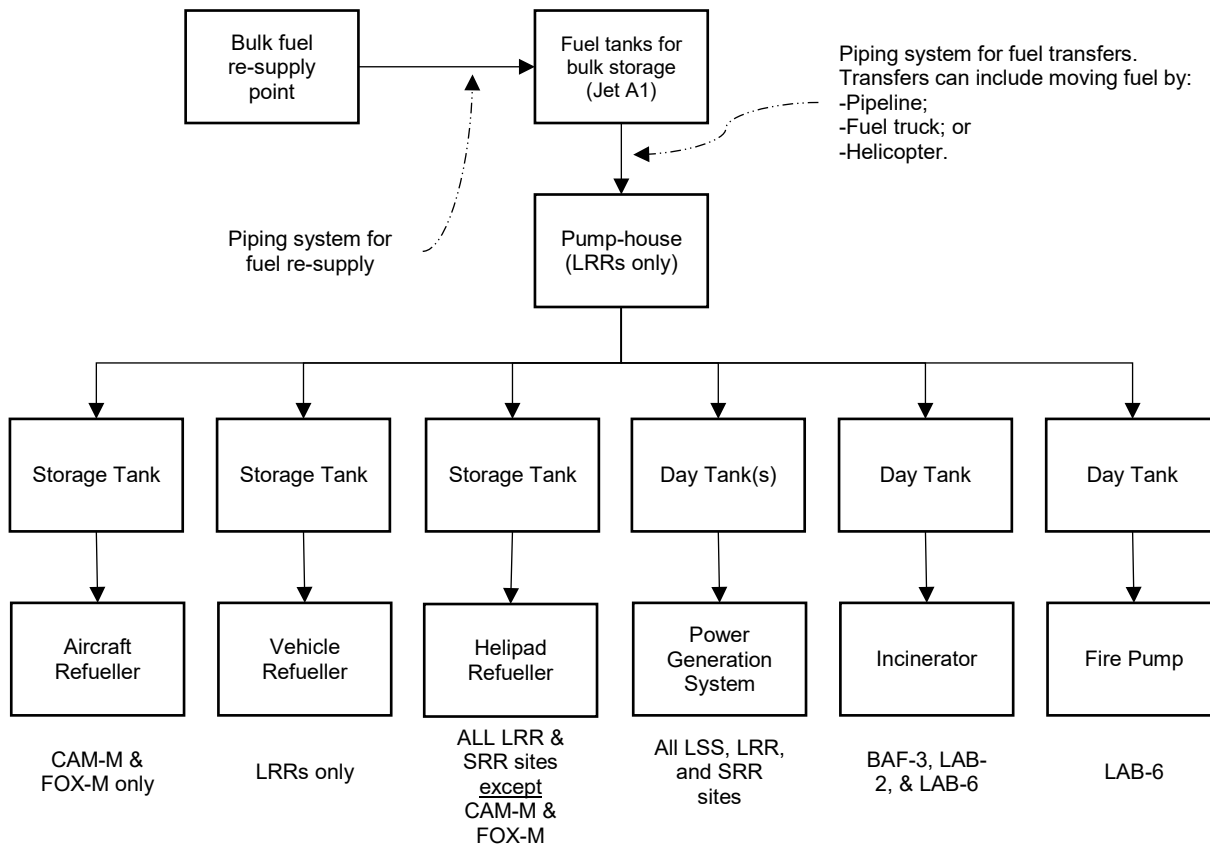 Bulk fuel
re-supply
point
Fuel tanks for
bulk storage
(Jet A1)
Piping system for fuel transfers.
Transfers can include moving fuel by:
-Pipeline;
-Fuel truck; or
-Helicopter.
Piping system for
fuel re-supply
Pump-house
(LRRs only)
Storage Tank
Storage Tank
Storage Tank
Day Tank(s)
Day Tank
Day Tank
Aircraft
Refueller
Vehicle
Refueller
Helipad
Refueller
Power
Generation
System
Incinerator
Fire Pump
CAM-M &
FOX-M only
LRRs only
ALL LRR &
SRR sites
except
CAM-M &
FOX-M
All LSS, LRR,
and SRR
sites
BAF-3, LAB-
2, & LAB-6
LAB-6